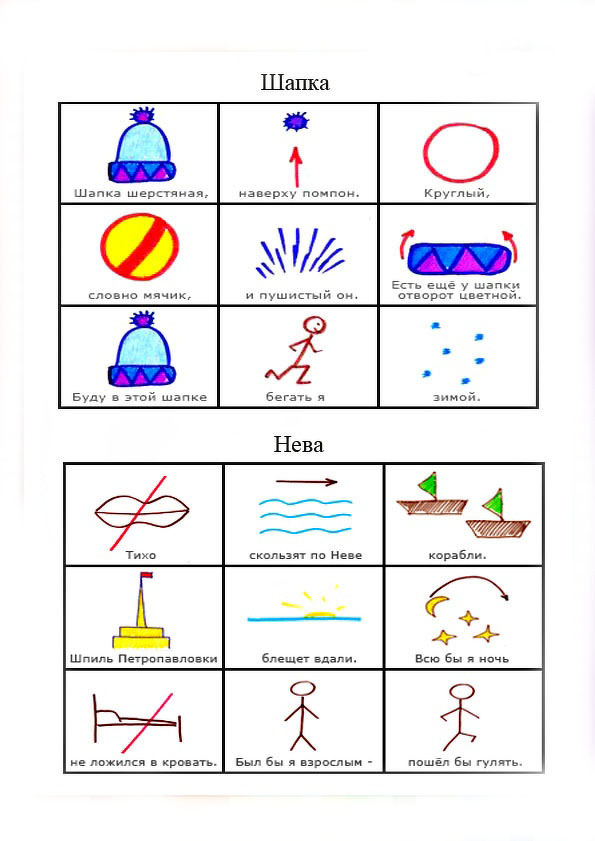 Шапка
Шапка шерстяная,
наверху помпон.
Круглый,
словно мячик,
и пушистый он.
Есть ещё у шапки
отворот цветной.
Буду в этой шапке
бегать я
зимой.
Нева
Тихо
скользят по Неве
корабли.
Шпиль Петропавловки
блещет вдали.
Всю бы я ночь
не ложился в кровать.
Был бы я взрослым -
пошёл бы гулять.